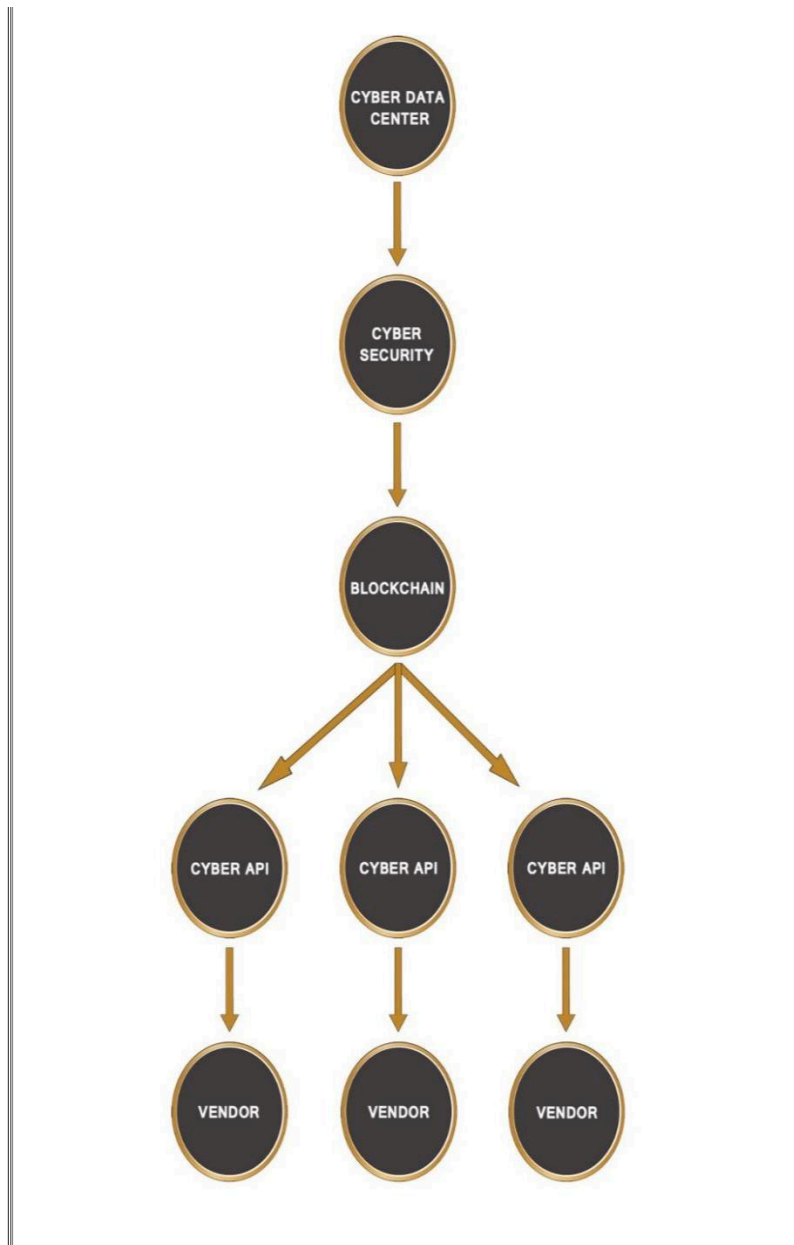 CYBER DATA
CENTER
CYBER
SECURITY
BLOCKCHAIN
CYBER API
CYBER API
CYBER API
VENDOR
VENDOR
VENDOR